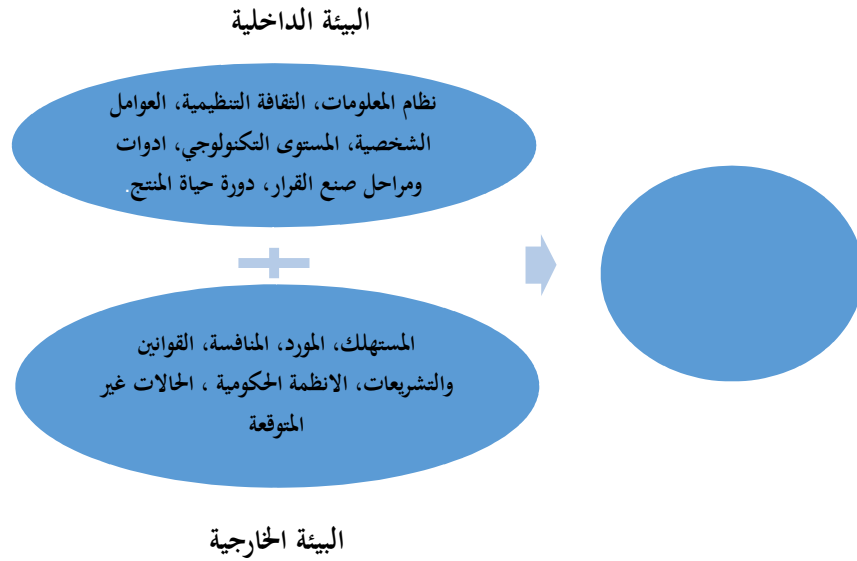 البيئة الداخلية
نظام المعلومات، الثقافة التنظيمية، العوامل
الشخصية، المستوى التكنولوجي، ادوات
ومراحل صنع القرار، دورة حياة المنتج.
المستهلك، المورد، المنافسة، القوانين
والتشريعات، الانظمة الحكومية ، الحالات غير
المتوقعة
البيئة الخارجية